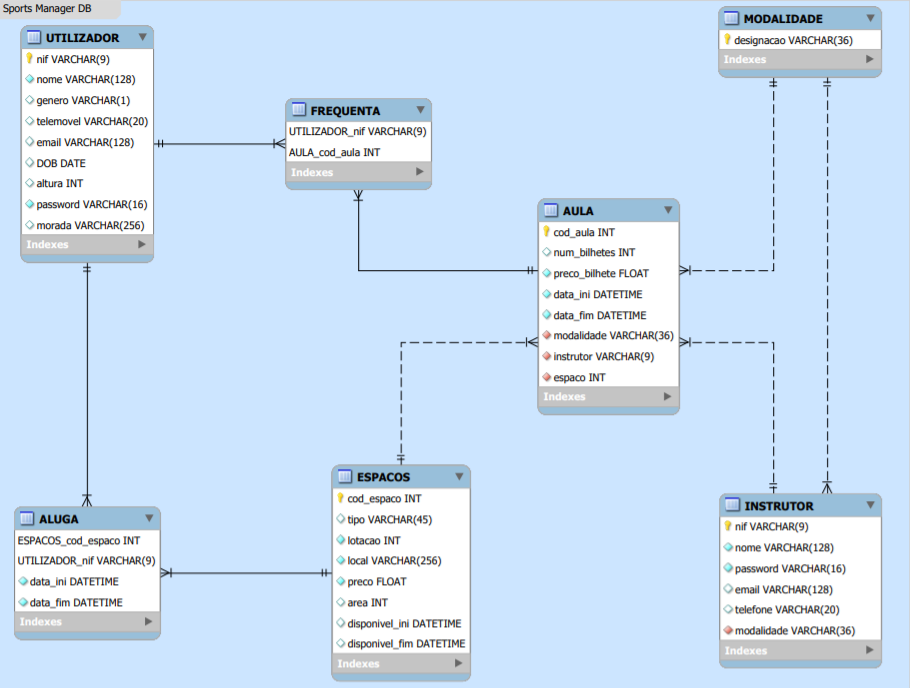 Sports Manager DB
UTILIZADOR
nif VARCHAR(9)
nome VARCHAR(128)
genero VARCHAR(1)
telemovel VARCHAR(20)
email VARCHAR(128)
DOB DATE
altura INT
password VARCHAR(16)
morada VARCHAR(256)
Indexes
FREQUENTA
UTILIZADOR_nif VARCHAR(9)
AULA_cod_aula INT
Indexes
MODALIDADE
designacao VARCHAR(36)
Indexes
AULA
cod_aula INT
num_bilhetes INT
preco_bilhete FLOAT
data_ini DATETIME
data_fim DATETIME
modalidade VARCHAR(36)
instrutor VARCHAR(9)
espaco INT
Indexes
ALUGA
ESPACOS_cod_espaco INT
UTILIZADOR_nif VARCHAR(9)
data_ini DATETIME
data_fim DATETIME
Indexes
ESPACOS
cod_espaco INT
tipo VARCHAR(45)
lotacao INT
local VARCHAR(256)
preco FLOAT
area INT
disponivel_ini DATETIME
disponivel_fim DATETIME
Indexes
INSTRUTOR
nif VARCHAR(9)
nome VARCHAR(128)
password VARCHAR(16)
email VARCHAR(128)
telefone VARCHAR(20)
modalidade VARCHAR(36)
Indexes